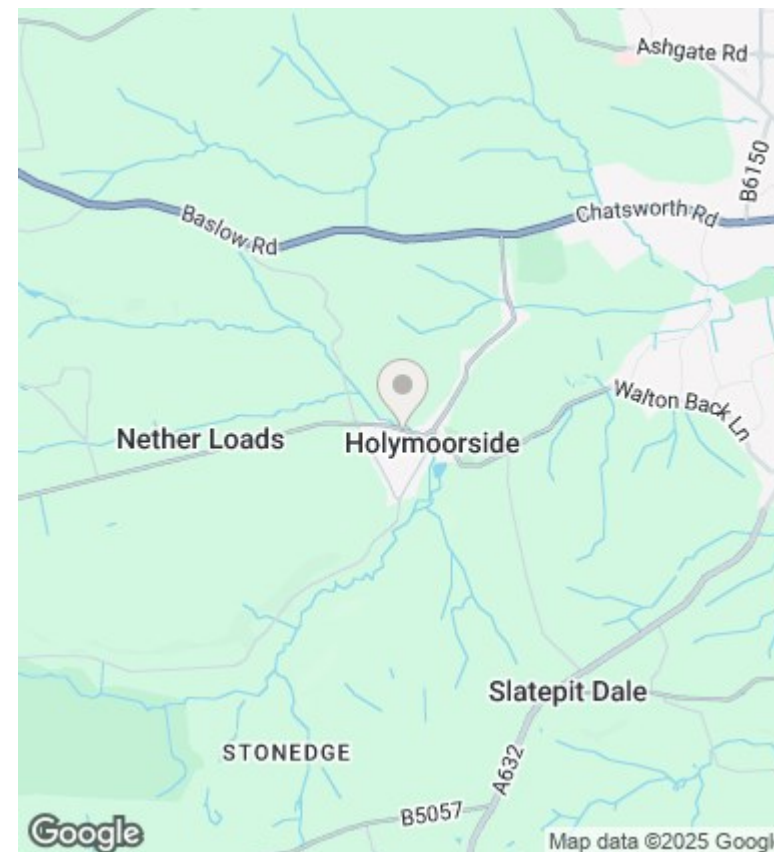 Ashgate Rd
B6150
Chatsworth Rd
Baslow Rd
Walton Back Ln
Nether Loads
Holymoorside
Slatepit Dale
STONEDGE
A632
B5057
Google
Map data ©2025 Google